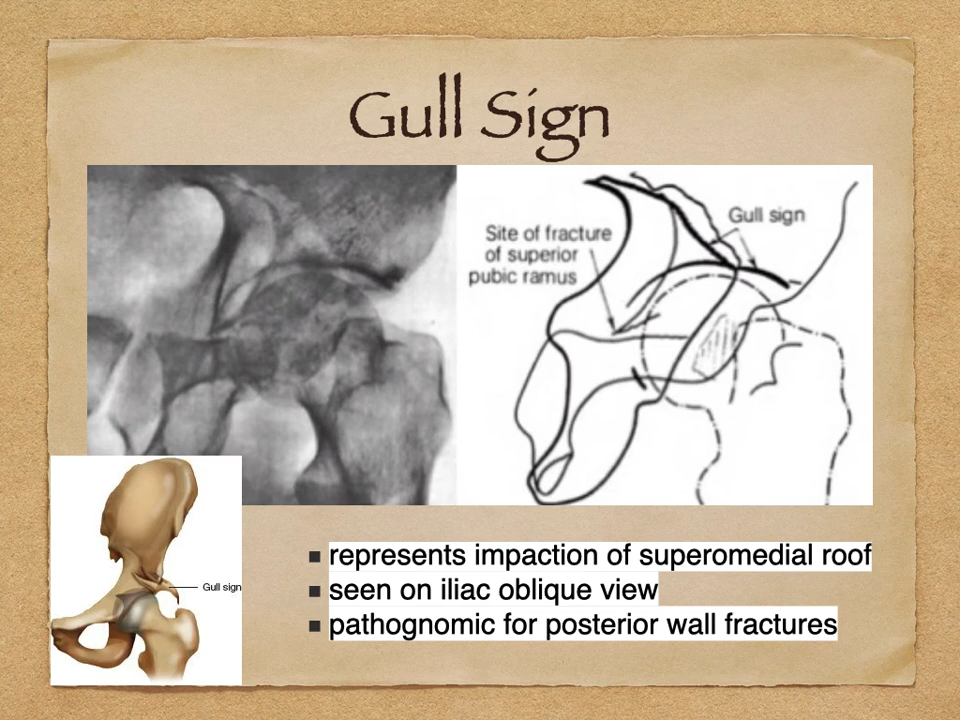 Gull Sign
Gull sign
Site of fracture
of superior
pubic ramus
Gull sign
represents impaction of superomedial roof
seen on iliac oblique view
pathognomic for posterior wall fractures